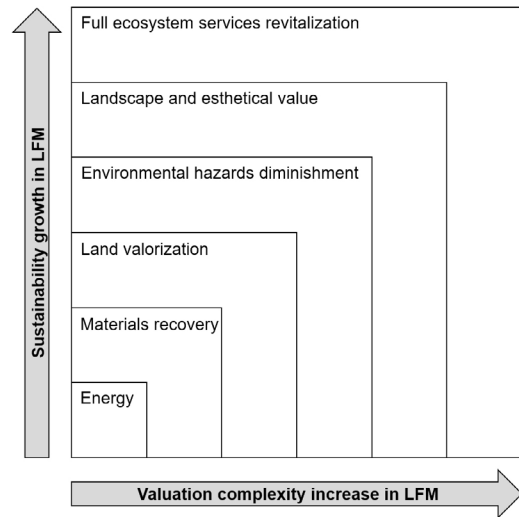 Full ecosystem services revitalization
Landscape and esthetical value
Environmental hazards diminishment
Land valorization
Materials recovery
Energy
Sustainability growth in LFM
Valuation complexity increase in LFM